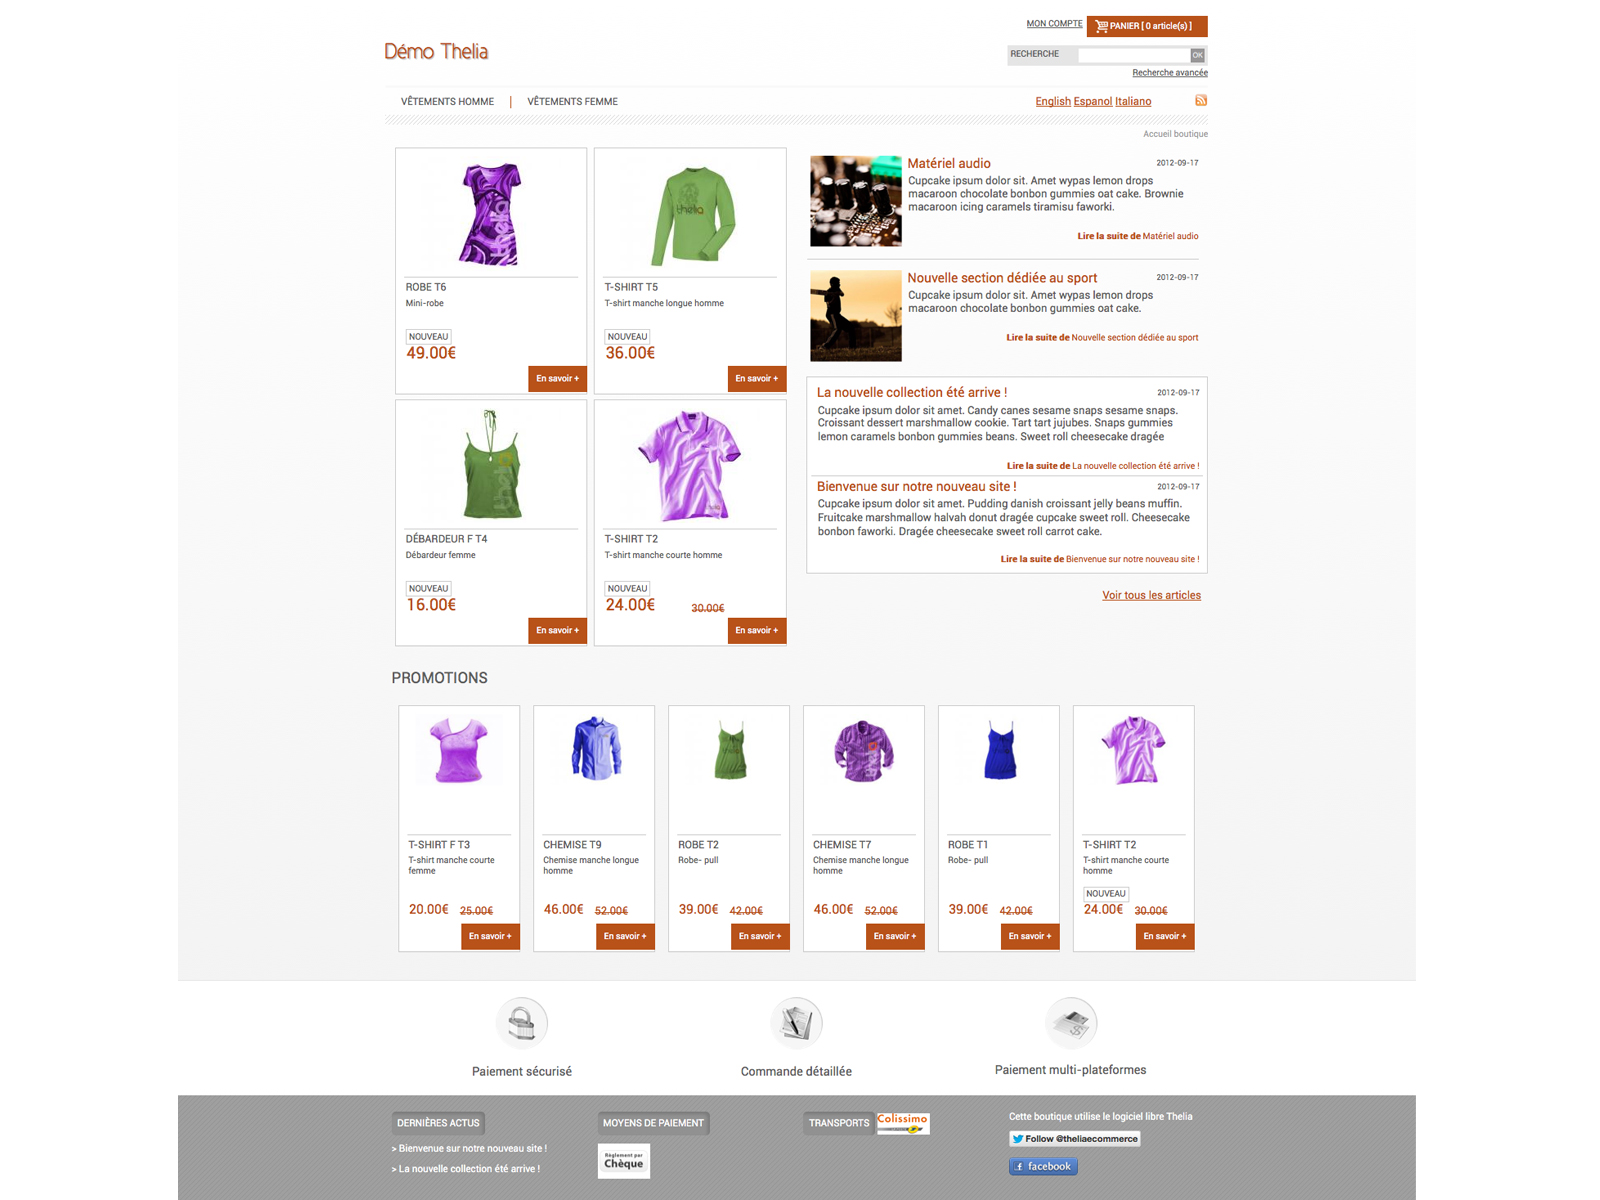 MON COMPTE
PANIER [ 0 article(s) ]
Démo Thelia
RECHERCHE
OK
Recherche avancée
VÊTEMENTS HOMME | VÊTEMENTS FEMME
English Espanol Italiano
Accueil boutique
thelia
ROBE T6
Mini-robe
NOUVEAU
49.00€
En savoir +
thelia
T-SHIRT T5
T-shirt manche longue homme
NOUVEAU
36.00€
En savoir +
thelia
DÉBARDEUR F T4
Débardeur femme
NOUVEAU
16.00€
En savoir +
T-SHIRT T2
T-shirt manche courte homme
NOUVEAU
24.00€ 30.00€
En savoir +
Matériel audio 2012-09-17
Cupcake ipsum dolor sit. Amet wypas lemon drops
macaroon chocolate bonbon gummies oat cake. Brownie
macaroon icing caramels tiramisu faworki.
Lire la suite de Matériel audio
Nouvelle section dédiée au sport 2012-09-17
Cupcake ipsum dolor sit. Amet wypas lemon drops
macaroon chocolate bonbon gummies oat cake.
Lire la suite de Nouvelle section dédiée au sport
La nouvelle collection été arrive ! 2012-09-17
Cupcake ipsum dolor sit amet. Candy canes sesame snaps sesame snaps.
Croissant dessert marshmallow cookie. Tart tart jujubes. Snaps gummies
lemon caramels bonbon gummies beans. Sweet roll cheesecake dragée
Lire la suite de La nouvelle collection été arrive !
Bienvenue sur notre nouveau site ! 2012-09-17
Cupcake ipsum dolor sit amet. Pudding danish croissant jelly beans muffin.
Fruitcake marshmallow halvah donut dragée cupcake sweet roll. Cheesecake
bonbon faworki. Dragée cheesecake sweet roll carrot cake.
Lire la suite de Bienvenue sur notre nouveau site !
Voir tous les articles
PROMOTIONS
T-SHIRT F T3
T-shirt manche courte
femme
20.00€ 25.00€
En savoir +
CHEMISE T9
Chemise manche longue
homme
46.00€ 52.00€
En savoir +
ROBE T2
Robe- pull
39.00€ 42.00€
En savoir +
CHEMISE T7
Chemise manche longue
homme
46.00€ 52.00€
En savoir +
ROBE T1
Robe- pull
39.00€ 42.00€
En savoir +
T-SHIRT T2
T-shirt manche courte
homme
NOUVEAU
24.00€ 30.00€
En savoir +
Paiement sécurisé
Commande détaillée
Paiement multi-plateformes
DERNIÈRES ACTUS
> Bienvenue sur notre nouveau site !
> La nouvelle collection été arrive !
MOYENS DE PAIEMENT
Règlement par
Chèque
TRANSPORTS
Colissimo
Cette boutique utilise le logiciel libre Thelia
Follow @theliaecommerce
f facebook